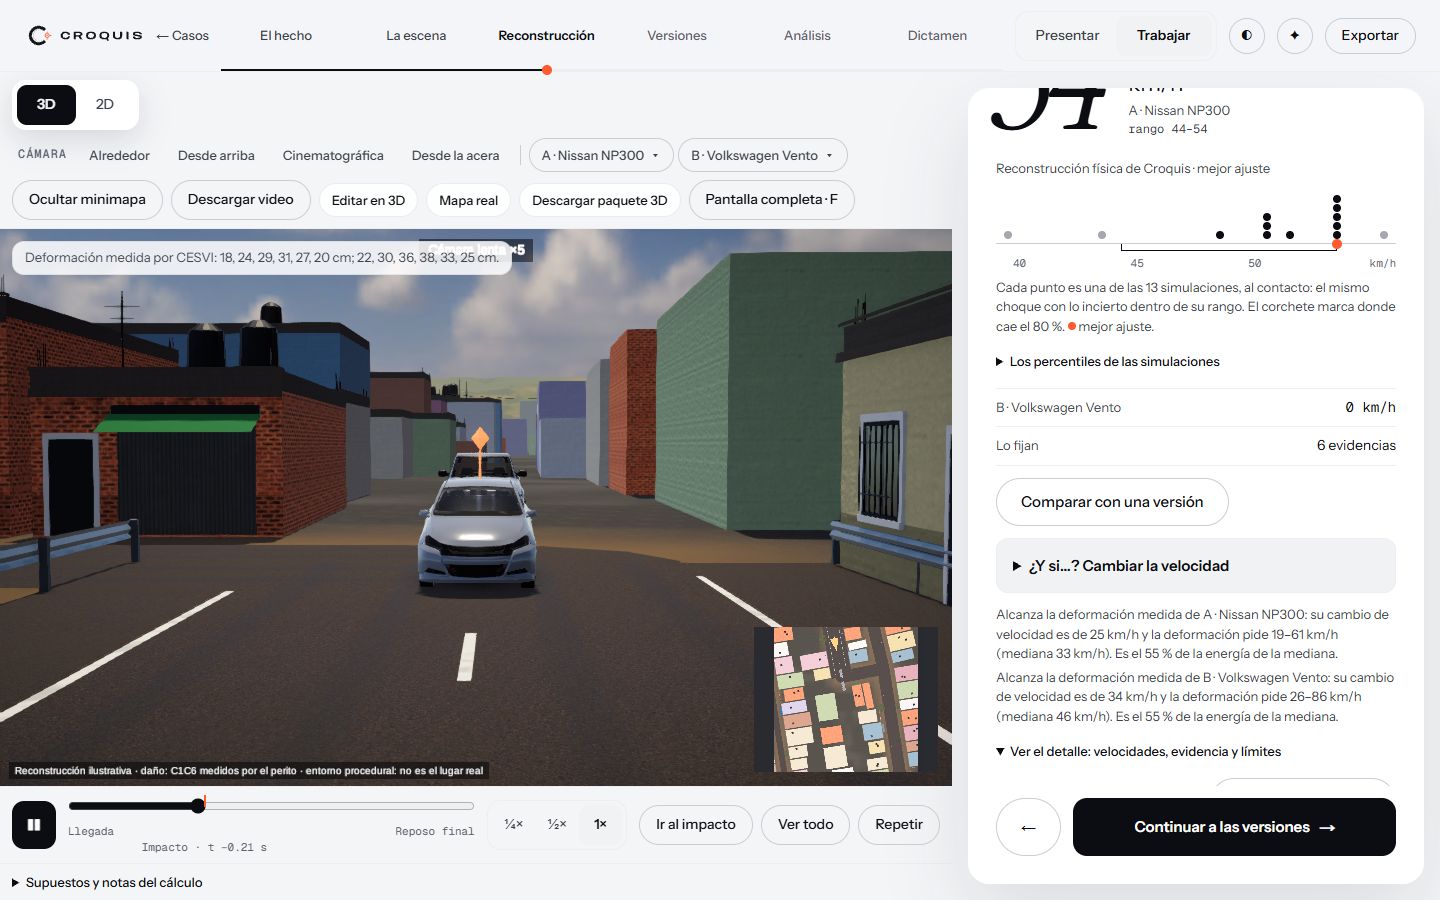 CROQUIS
← Casos
El hecho
La escena
Reconstrucción
Versiones
Análisis
Dictamen
Presentar
Trabajar
Exportar
3D
2D
CÁMARA
Alrededor
Desde arriba
Cinematográfica
Desde la acera
A · Nissan NP300
B · Volkswagen Vento
Ocultar minimapa
Descargar video
Editar en 3D
Mapa real
Descargar paquete 3D
Pantalla completa · F
Cámara lenta ×5
Deformación medida por CESVI: 18, 24, 29, 31, 27, 20 cm; 22, 30, 36, 38, 33, 25 cm.
Reconstrucción ilustrativa · daño: C1C6 medidos por el perito · entorno procedural: no es el lugar real
Llegada
Reposo final
Impacto · t −0.21 s
¼×
½×
1×
Ir al impacto
Ver todo
Repetir
Supuestos y notas del cálculo
54
km/h
A · Nissan NP300
rango 44–54
Reconstrucción física de Croquis · mejor ajuste
40
45
50
km/h
Cada punto es una de las 13 simulaciones, al contacto: el mismo
choque con lo incierto dentro de su rango. El corchete marca donde
cae el 80 %. mejor ajuste.
Los percentiles de las simulaciones
B · Volkswagen Vento
0 km/h
Lo fijan
6 evidencias
Comparar con una versión
¿Y si…? Cambiar la velocidad
Alcanza la deformación medida de A · Nissan NP300: su cambio de
velocidad es de 25 km/h y la deformación pide 19–61 km/h
(mediana 33 km/h). Es el 55 % de la energía de la mediana.
Alcanza la deformación medida de B · Volkswagen Vento: su cambio
de velocidad es de 34 km/h y la deformación pide 26–86 km/h
(mediana 46 km/h). Es el 55 % de la energía de la mediana.
Ver el detalle: velocidades, evidencia y límites
←
Continuar a las versiones →